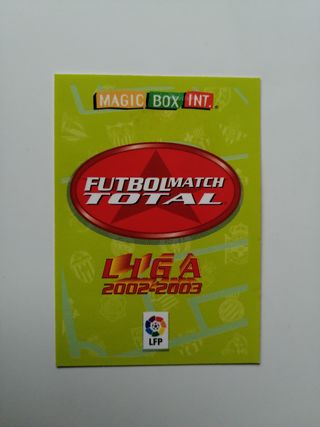 MAGIC BOX INT.
FUTBOLMATCH
TOTAL
LIGA
2002-2003
LFP